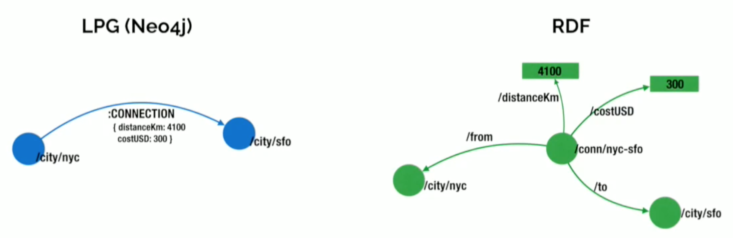 LPG (Neo4j)
:CONNECTION
{ distanceKm: 4100
costUSD: 300 }
/city/nyc
/city/sfo
RDF
4100
300
/distanceKm
/costUSD
/from
/conn/nyc-sfo
/city/nyc
/to
/city/sfo